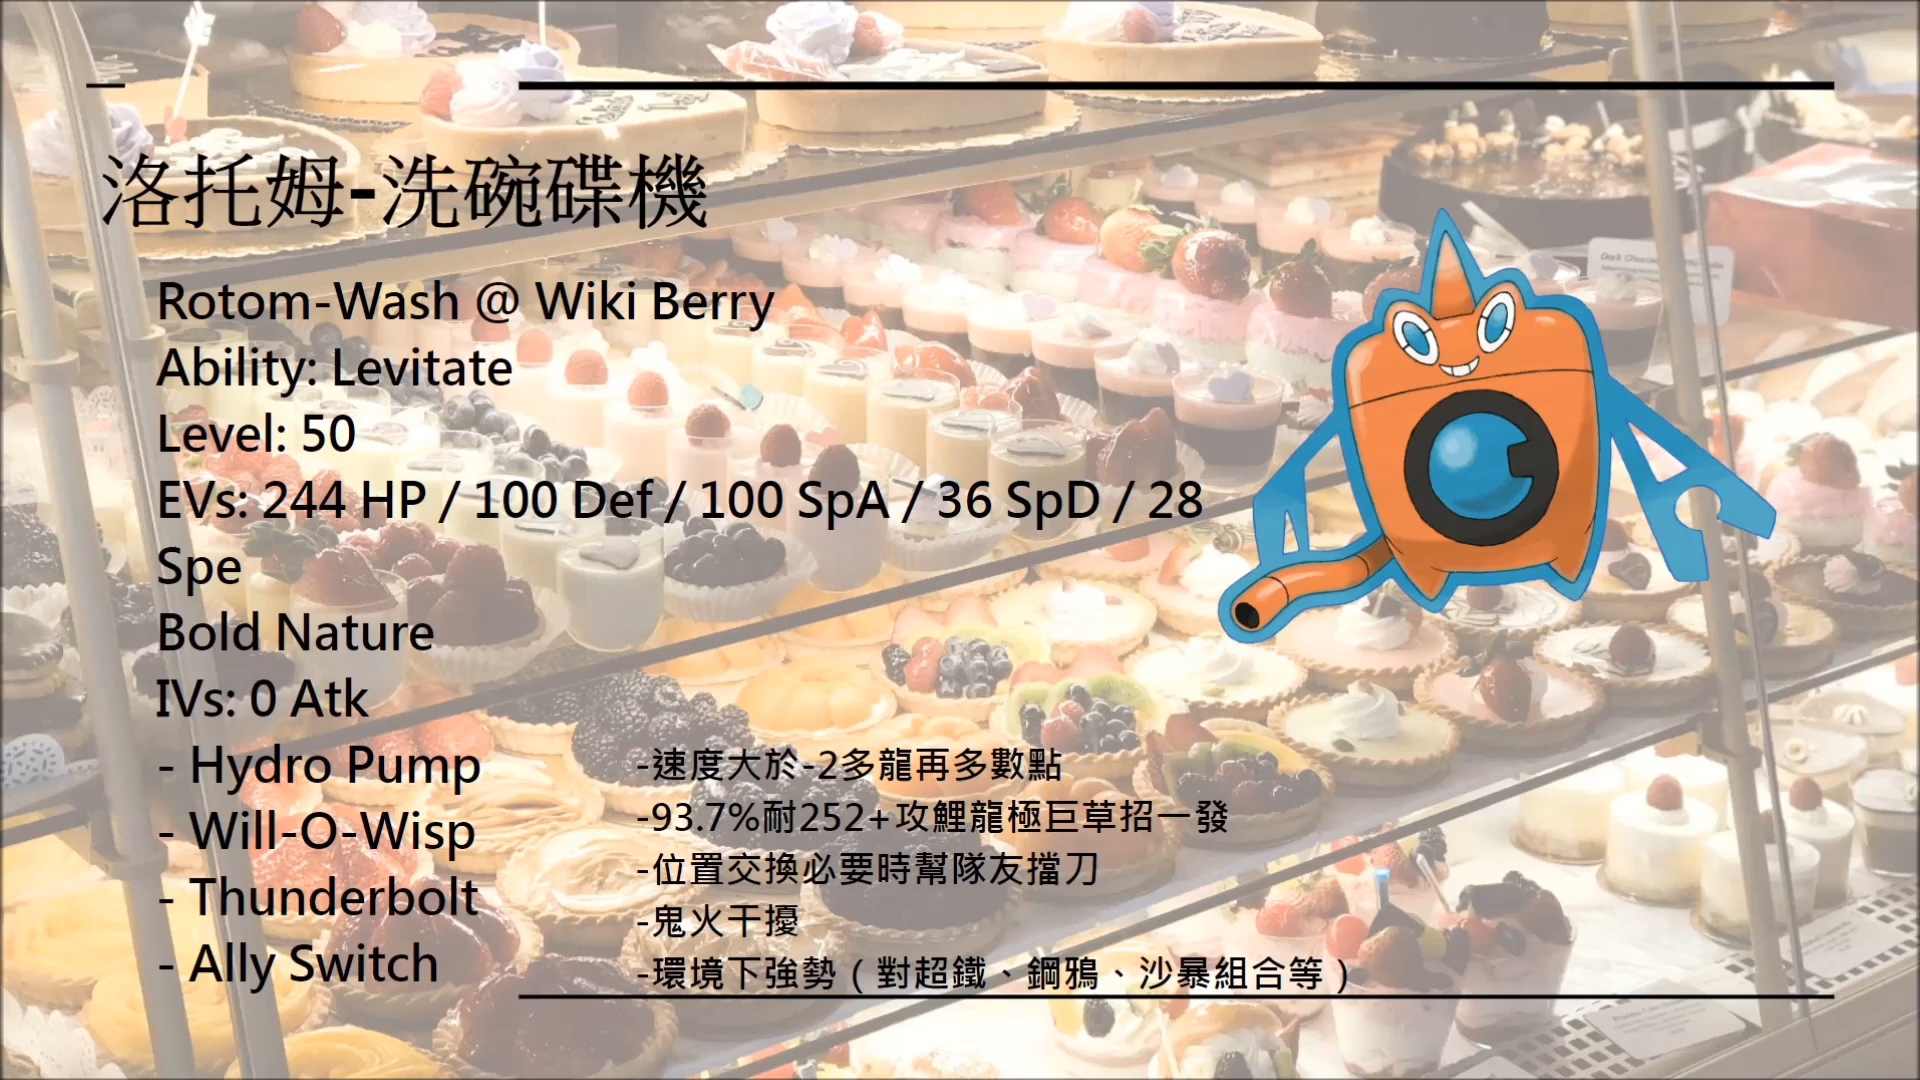 洛托姆-洗碗碟機
Rotom-Wash @ Wiki Berry
Ability: Levitate
Level: 50
EVs: 244 HP / 100 Def / 100 SpA / 36 SpD / 28
Spe
Bold Nature
IVs: 0 Atk
- Hydro Pump
- Will-O-Wisp
- Thunderbolt
- Ally Switch
-速度大於-2多龍再多數點
-93.7%耐252+攻鯉龍極巨草招一發
-位置交換必要時幫隊友擋刀
-鬼火干擾
-環境下強勢（對超鐵、鋼鴉、沙暴組合等）